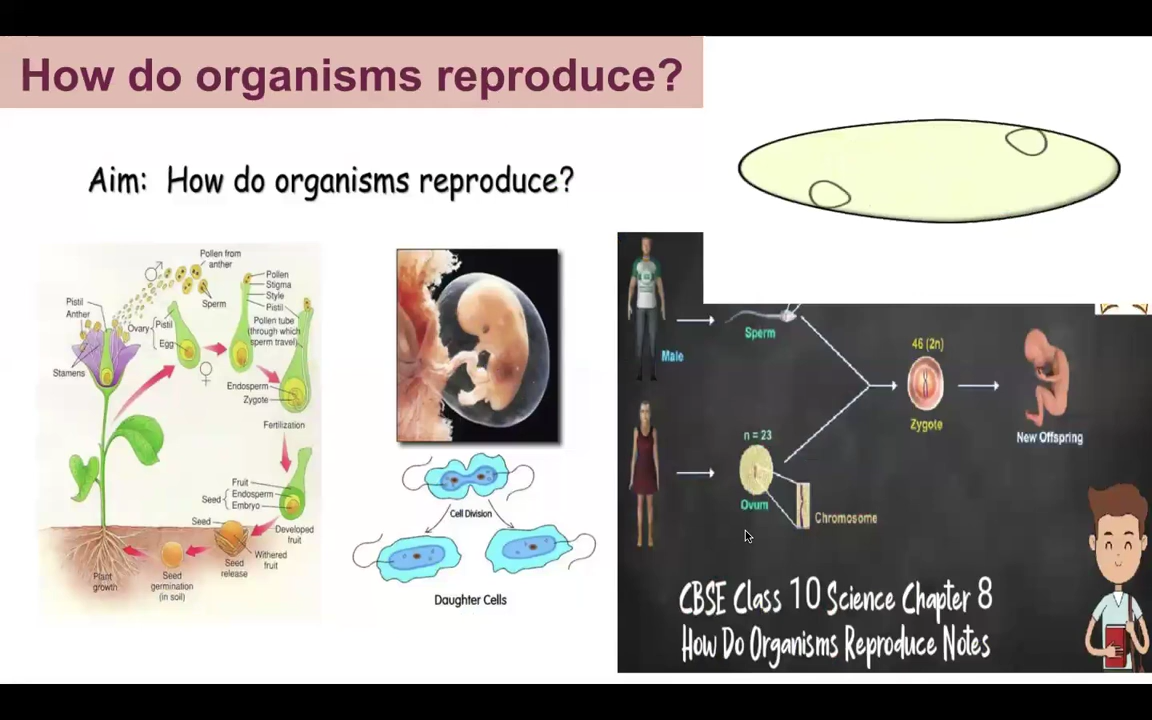 How do organisms reproduce?
Aim: How do organisms reproduce?
Pollen from
anther
Pollen
Stigma
Style
Pistil
Pollen tube
(through which
sperm travel)
Sperm
Pistil
Anther
Ovary
Pistil
Egg
Stamens
Endosperm
Zygote
Fertilization
Fruit
Seed
Endosperm
Embryo
Seed
Developed
fruit
Withered
fruit
Seed
release
Seed
germination
(in soil)
Plant
growth
Cell Division
Daughter Cells
Sperm
Male
46 (2n)
Zygote
New Offspring
n = 23
Ovum
Chromosome
CBSE Class 10 Science Chapter 8
How Do Organisms Reproduce Notes